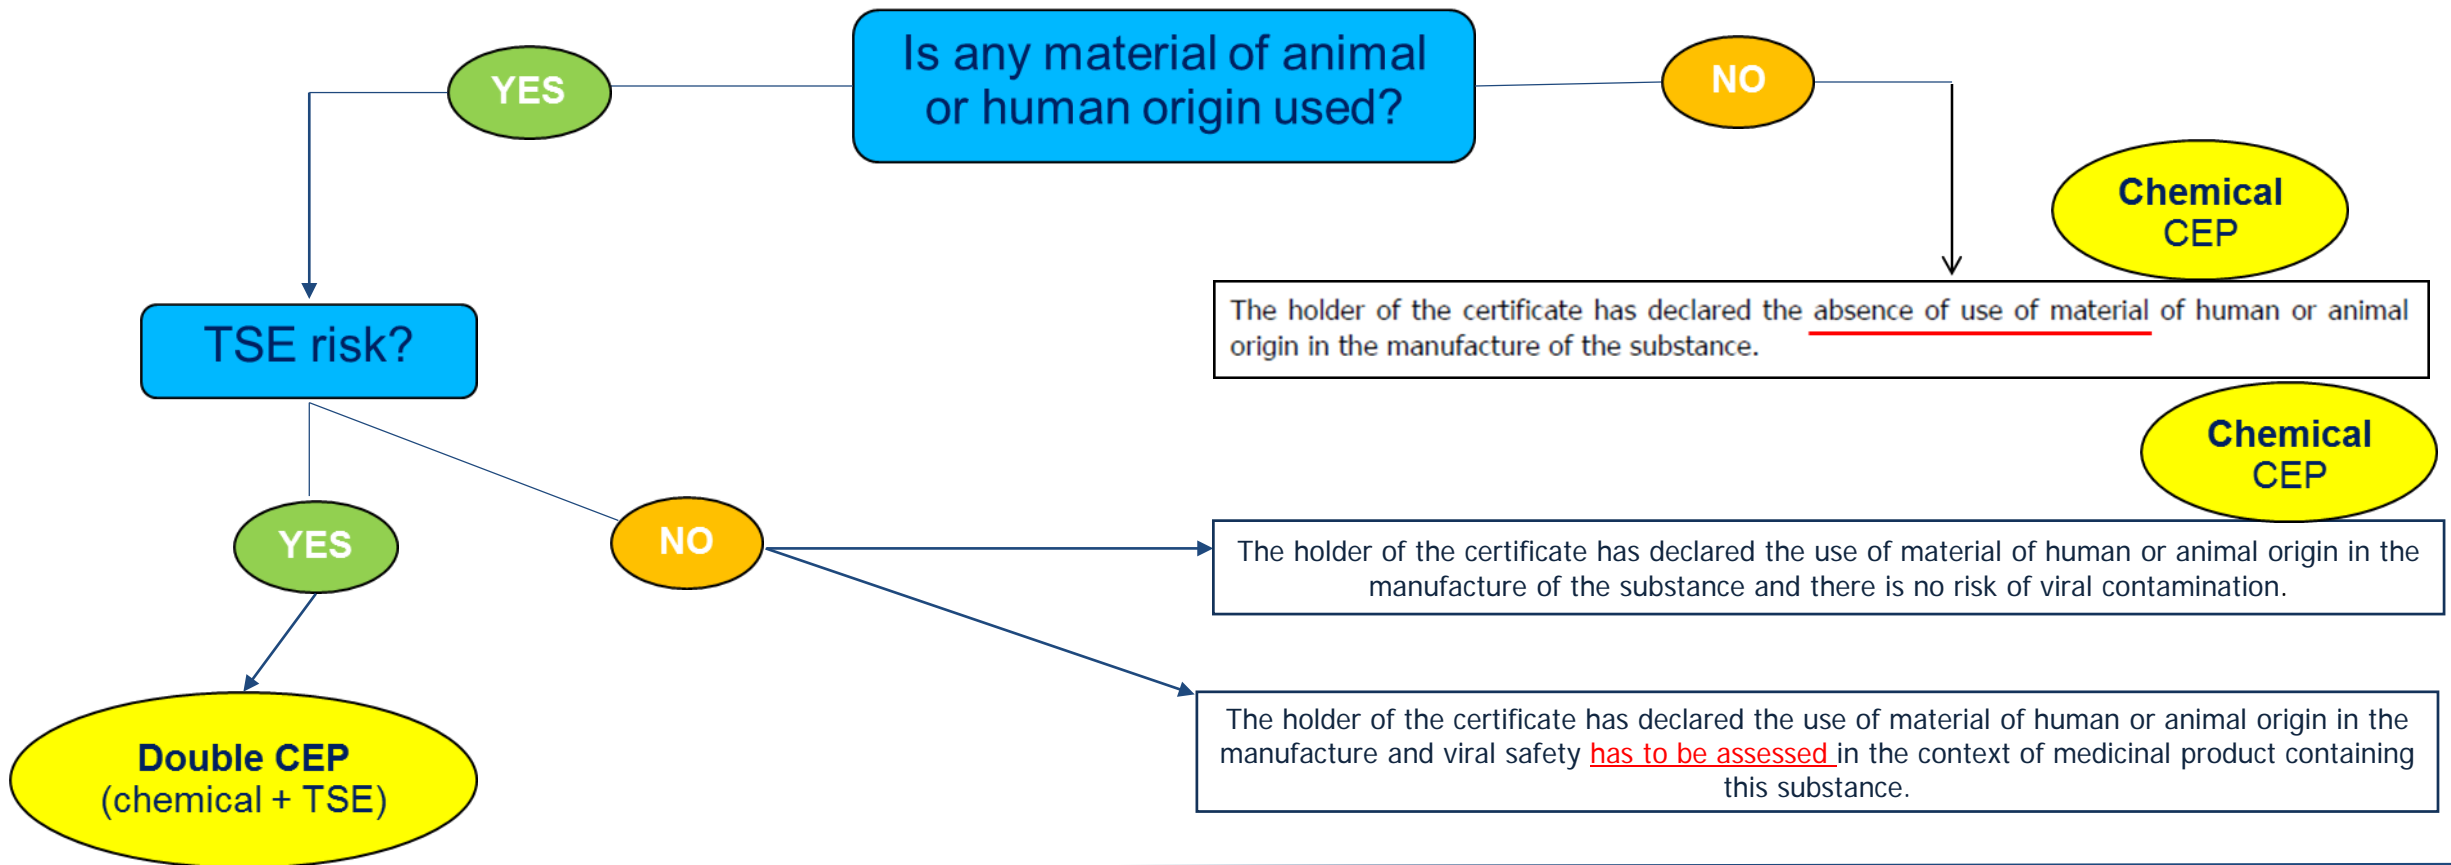 Is any material of animal
or human origin used?
YES
NO
Chemical
CEP
The holder of the certificate has declared the absence of use of material of human or animal
origin in the manufacture of the substance.
TSE risk?
Chemical
CEP
YES
NO
The holder of the certificate has declared the use of material of human or animal origin in the
manufacture of the substance and there is no risk of viral contamination.
The holder of the certificate has declared the use of material of human or animal origin in the
manufacture and viral safety has to be assessed in the context of medicinal product containing
this substance.
Double CEP
(chemical + TSE)